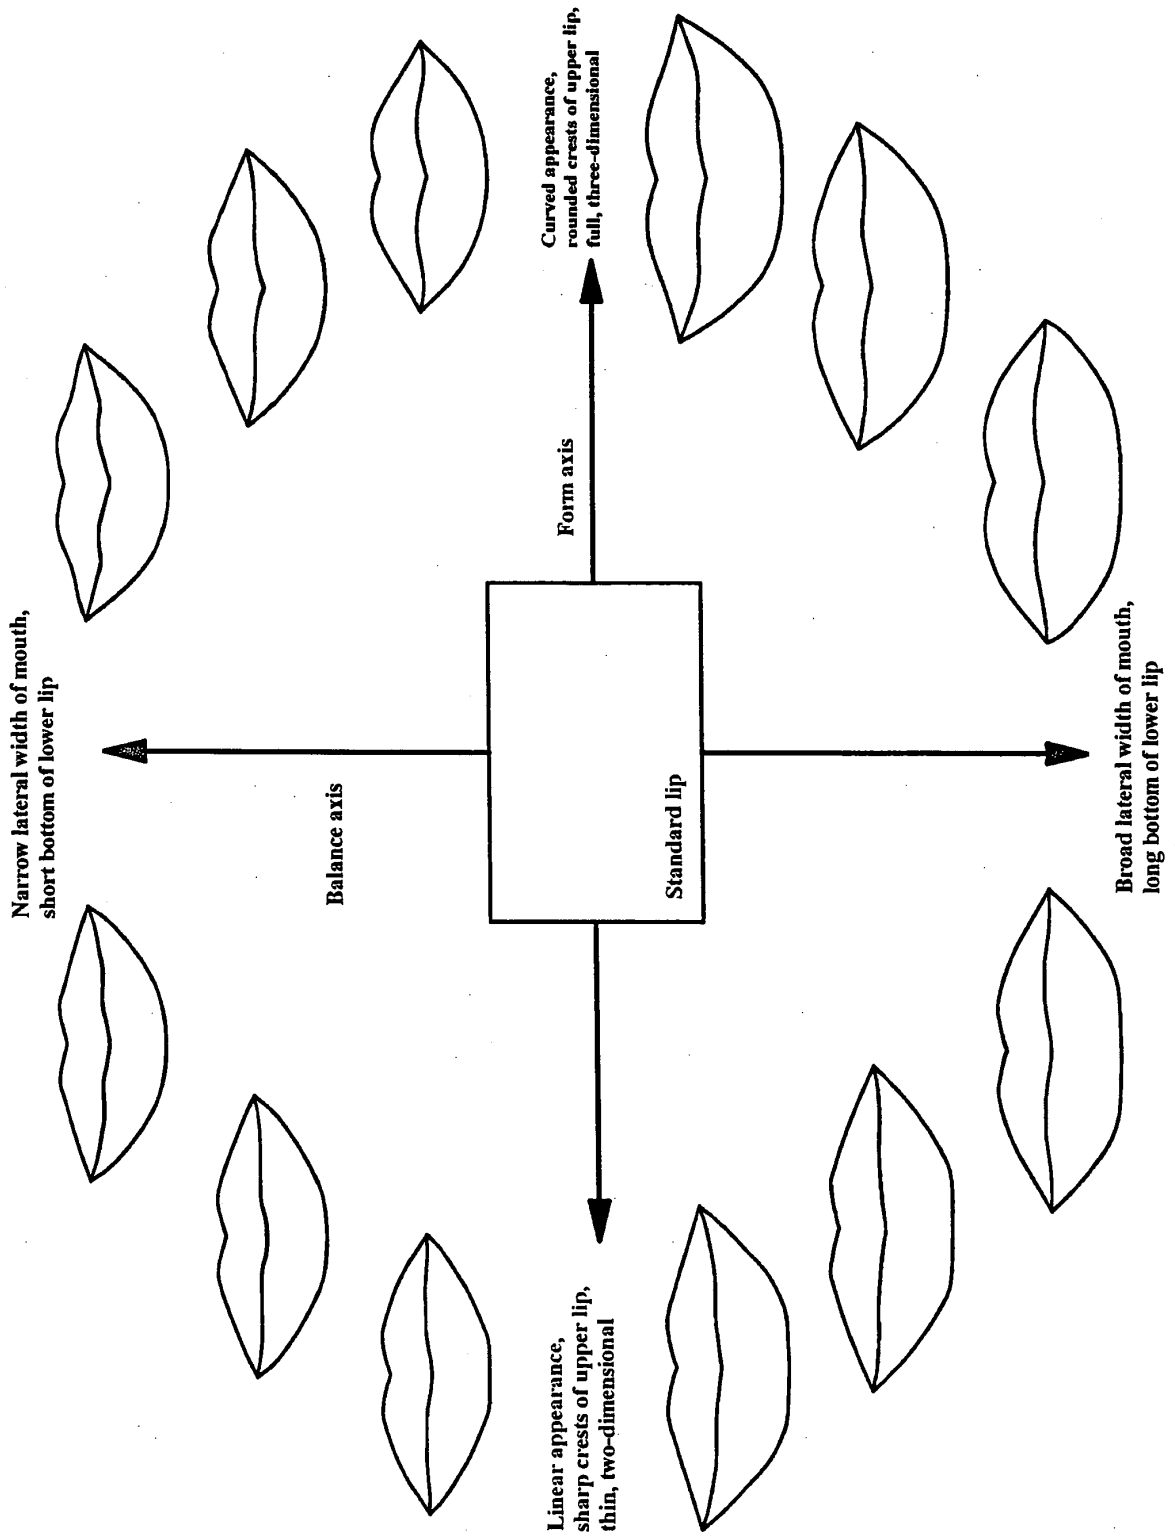 Narrow lateral width of mouth,
short bottom of lower lip
Balance axis
Linear appearance,
sharp crests of upper lip,
thin, two-dimensional
Standard lip
Form axis
Curved appearance,
rounded crests of upper lip,
full, three-dimensional
Broad lateral width of mouth,
long bottom of lower lip